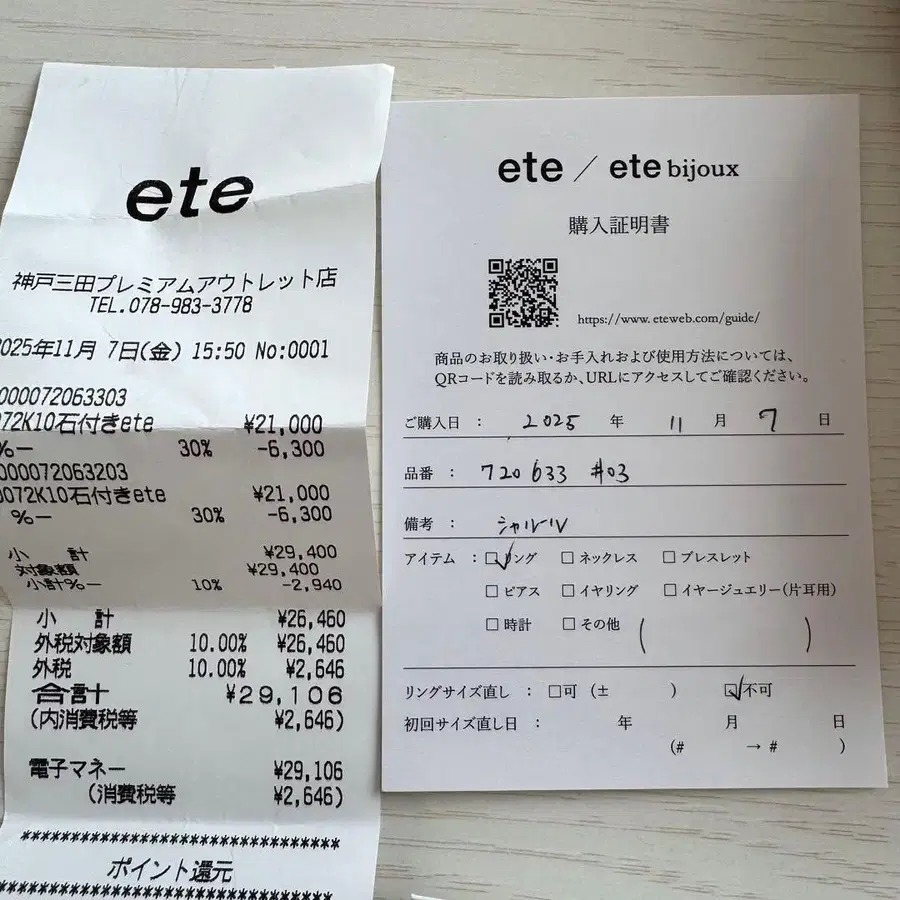 ete
神戸三田プレミアムアウトレット店
TEL.078-983-3778
2025年11月 7日(金) 15:50 No:0001
000072063303
072K10石付きete ¥21,000
%− 30% -6,300
000072063203
0072K10石付きete ¥21,000
%− 30% -6,300
小 計 ¥29,400
対象額 ¥29,400
小計%− 10% -2,940
小 計 ¥26,460
外税対象額 10.00% ¥26,460
外税 10.00% ¥2,646
合計 ¥29,106
(内消費税等 ¥2,646)
電子マネー ¥29,106
(消費税等 ¥2,646)
******************************
ポイント還元
******************************
ete / ete bijoux
購入証明書
https://www.eteweb.com/guide/
商品のお取り扱い・お手入れおよび使用方法については、
QRコードを読み取るか、URLにアクセスしてご確認ください。
ご購入日 : 2025 年 11 月 7 日
品番 : 720633 #03
備考 : シャルール
アイテム : ☑リング □ネックレス □ブレスレット
□ピアス □イヤリング □イヤージュエリー(片耳用)
□時計 □その他 ( )
リングサイズ直し : □可 (± ) ☑不可
初回サイズ直し日 : 年 月 日
(# → # )